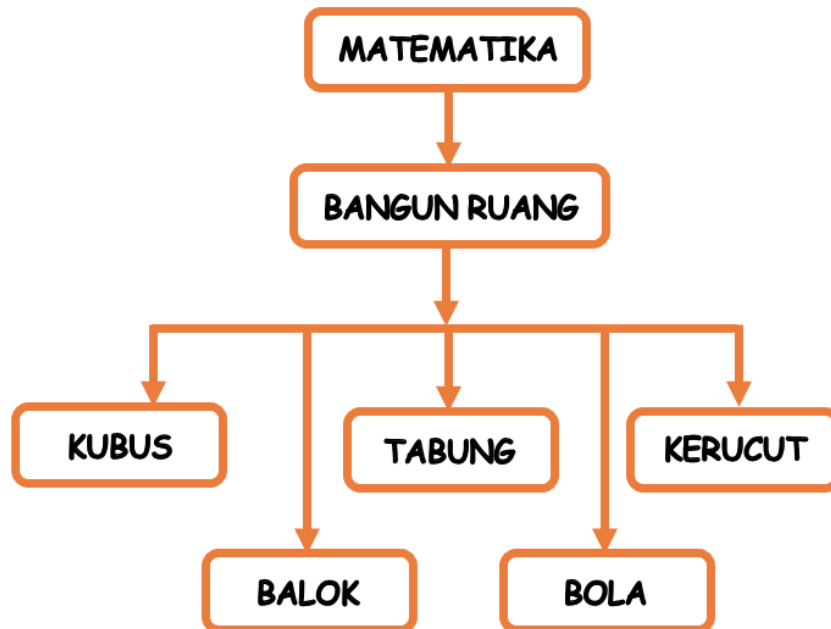 MATEMATIKA
BANGUN RUANG
KUBUS
TABUNG
KERUCUT
BALOK
BOLA